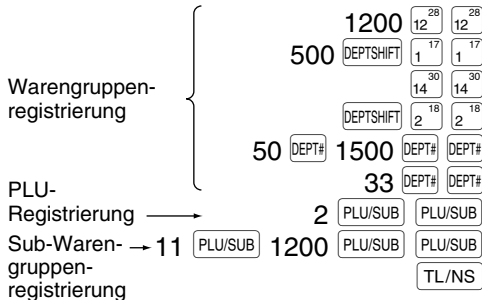 1200 12 28 12 28
500 DEPTSHIFT 1 17 1 17
14 30 14 30
Warengruppen-
registrierung
DEPTSHIFT 2 18 2 18
50 DEPT# 1500 DEPT# DEPT#
33 DEPT# DEPT#
PLU-
Registrierung 2 PLU/SUB PLU/SUB
Sub-Waren- 11 PLU/SUB 1200 PLU/SUB PLU/SUB
gruppen-
registrierung TL/NS